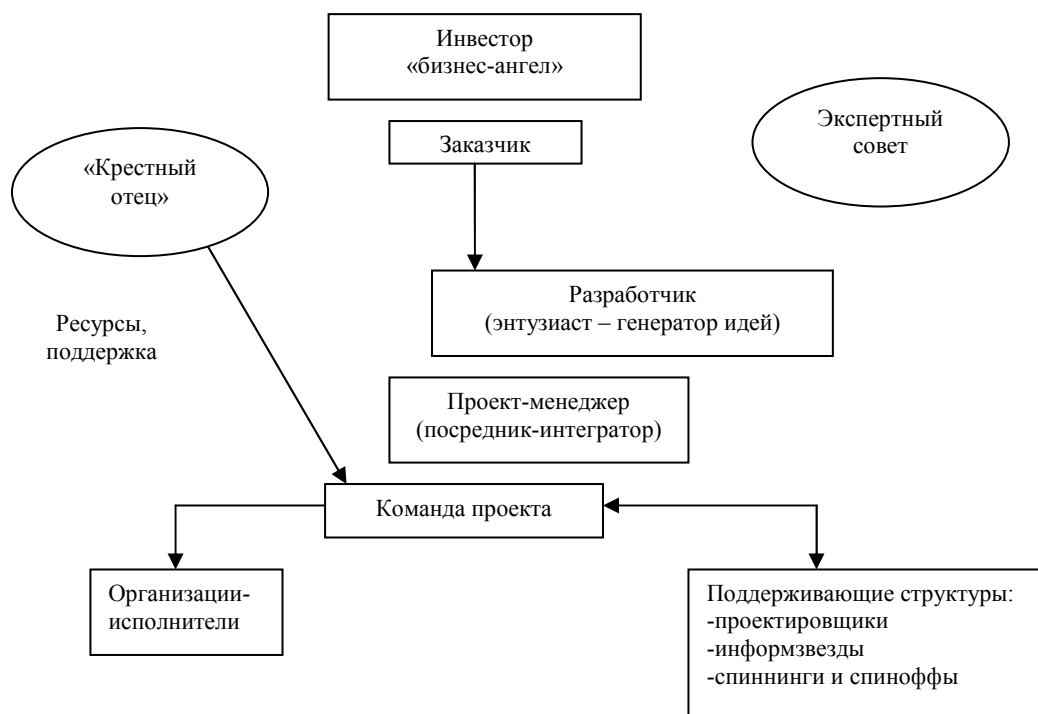 Инвестор
«бизнес-ангел»
Экспертный
совет
Заказчик
«Крестный
отец»
Разработчик
(энтузиаст – генератор идей)
Ресурсы,
поддержка
Проект-менеджер
(посредник-интегратор)
Команда проекта
Организации-
исполнители
Поддерживающие структуры:
-проектировщики
-информзвезды
-спиннинги и спиноффы